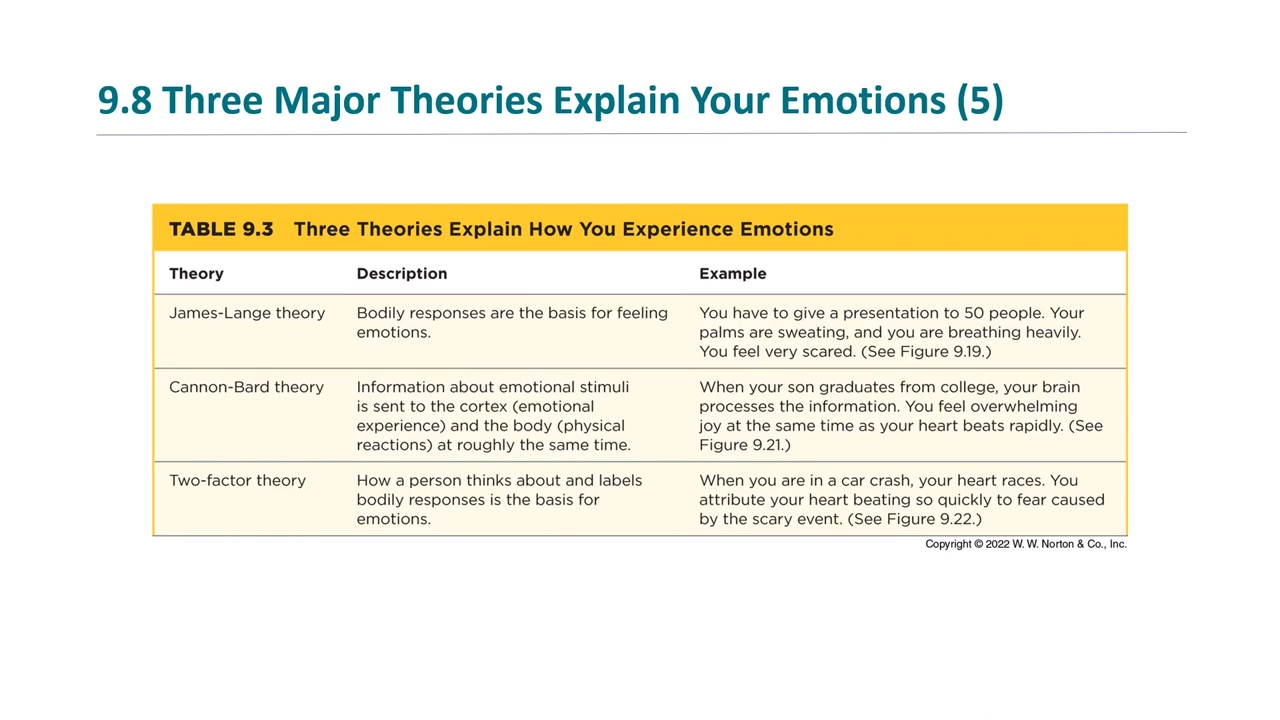 9.8 Three Major Theories Explain Your Emotions (5)
TABLE 9.3 Three Theories Explain How You Experience Emotions
Theory Description Example
James-Lange theory
Bodily responses are the basis for feeling
emotions.
You have to give a presentation to 50 people. Your
palms are sweating, and you are breathing heavily.
You feel very scared. (See Figure 9.19.)
Cannon-Bard theory
Information about emotional stimuli
is sent to the cortex (emotional
experience) and the body (physical
reactions) at roughly the same time.
When your son graduates from college, your brain
processes the information. You feel overwhelming
joy at the same time as your heart beats rapidly. (See
Figure 9.21.)
Two-factor theory
How a person thinks about and labels
bodily responses is the basis for
emotions.
When you are in a car crash, your heart races. You
attribute your heart beating so quickly to fear caused
by the scary event. (See Figure 9.22.)
Copyright © 2022 W. W. Norton & Co., Inc.